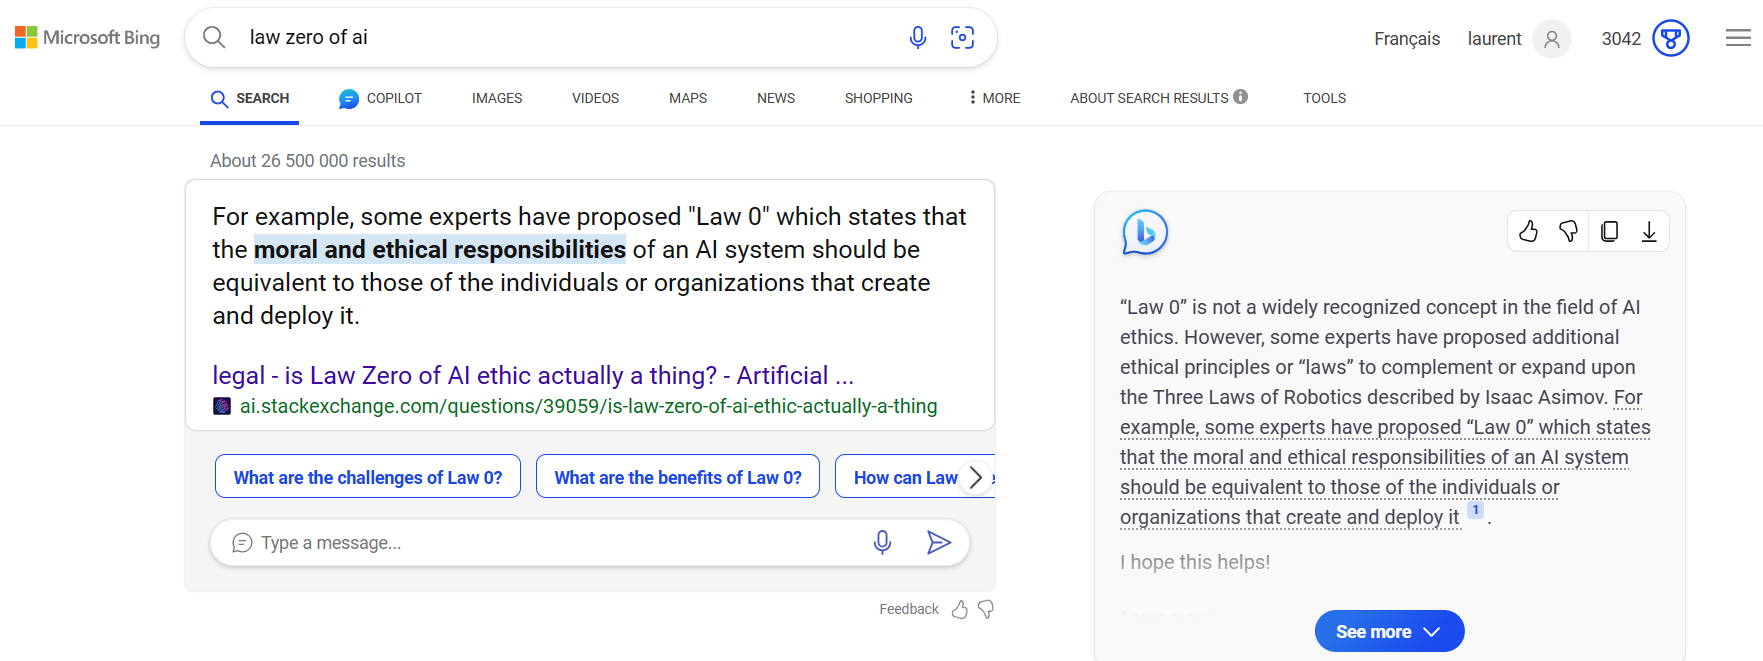 Microsoft Bing
law zero of ai
Français
laurent
3042
SEARCH
COPILOT
IMAGES
VIDEOS
MAPS
NEWS
SHOPPING
MORE
ABOUT SEARCH RESULTS
TOOLS
About 26 500 000 results
For example, some experts have proposed "Law 0" which states that
the moral and ethical responsibilities of an AI system should be
equivalent to those of the individuals or organizations that create
and deploy it.
legal - is Law Zero of AI ethic actually a thing? - Artificial ...
ai.stackexchange.com/questions/39059/is-law-zero-of-ai-ethic-actually-a-thing
What are the challenges of Law 0?
What are the benefits of Law 0?
How can Law
Type a message...
Feedback
“Law 0” is not a widely recognized concept in the field of AI
ethics. However, some experts have proposed additional
ethical principles or “laws” to complement or expand upon
the Three Laws of Robotics described by Isaac Asimov. For
example, some experts have proposed “Law 0” which states
that the moral and ethical responsibilities of an AI system
should be equivalent to those of the individuals or
organizations that create and deploy it 1 .
I hope this helps!
See more